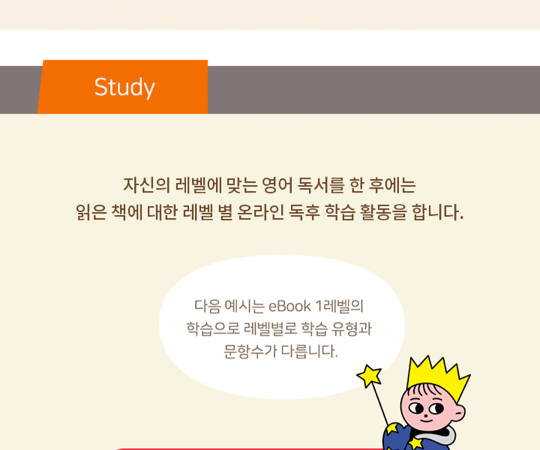 Study
자신의 레벨에 맞는 영어 독서를 한 후에는
읽은 책에 대한 레벨 별 온라인 독후 학습 활동을 합니다.
다음 예시는 eBook 1레벨의
학습으로 레벨별로 학습 유형과
문항수가 다릅니다.